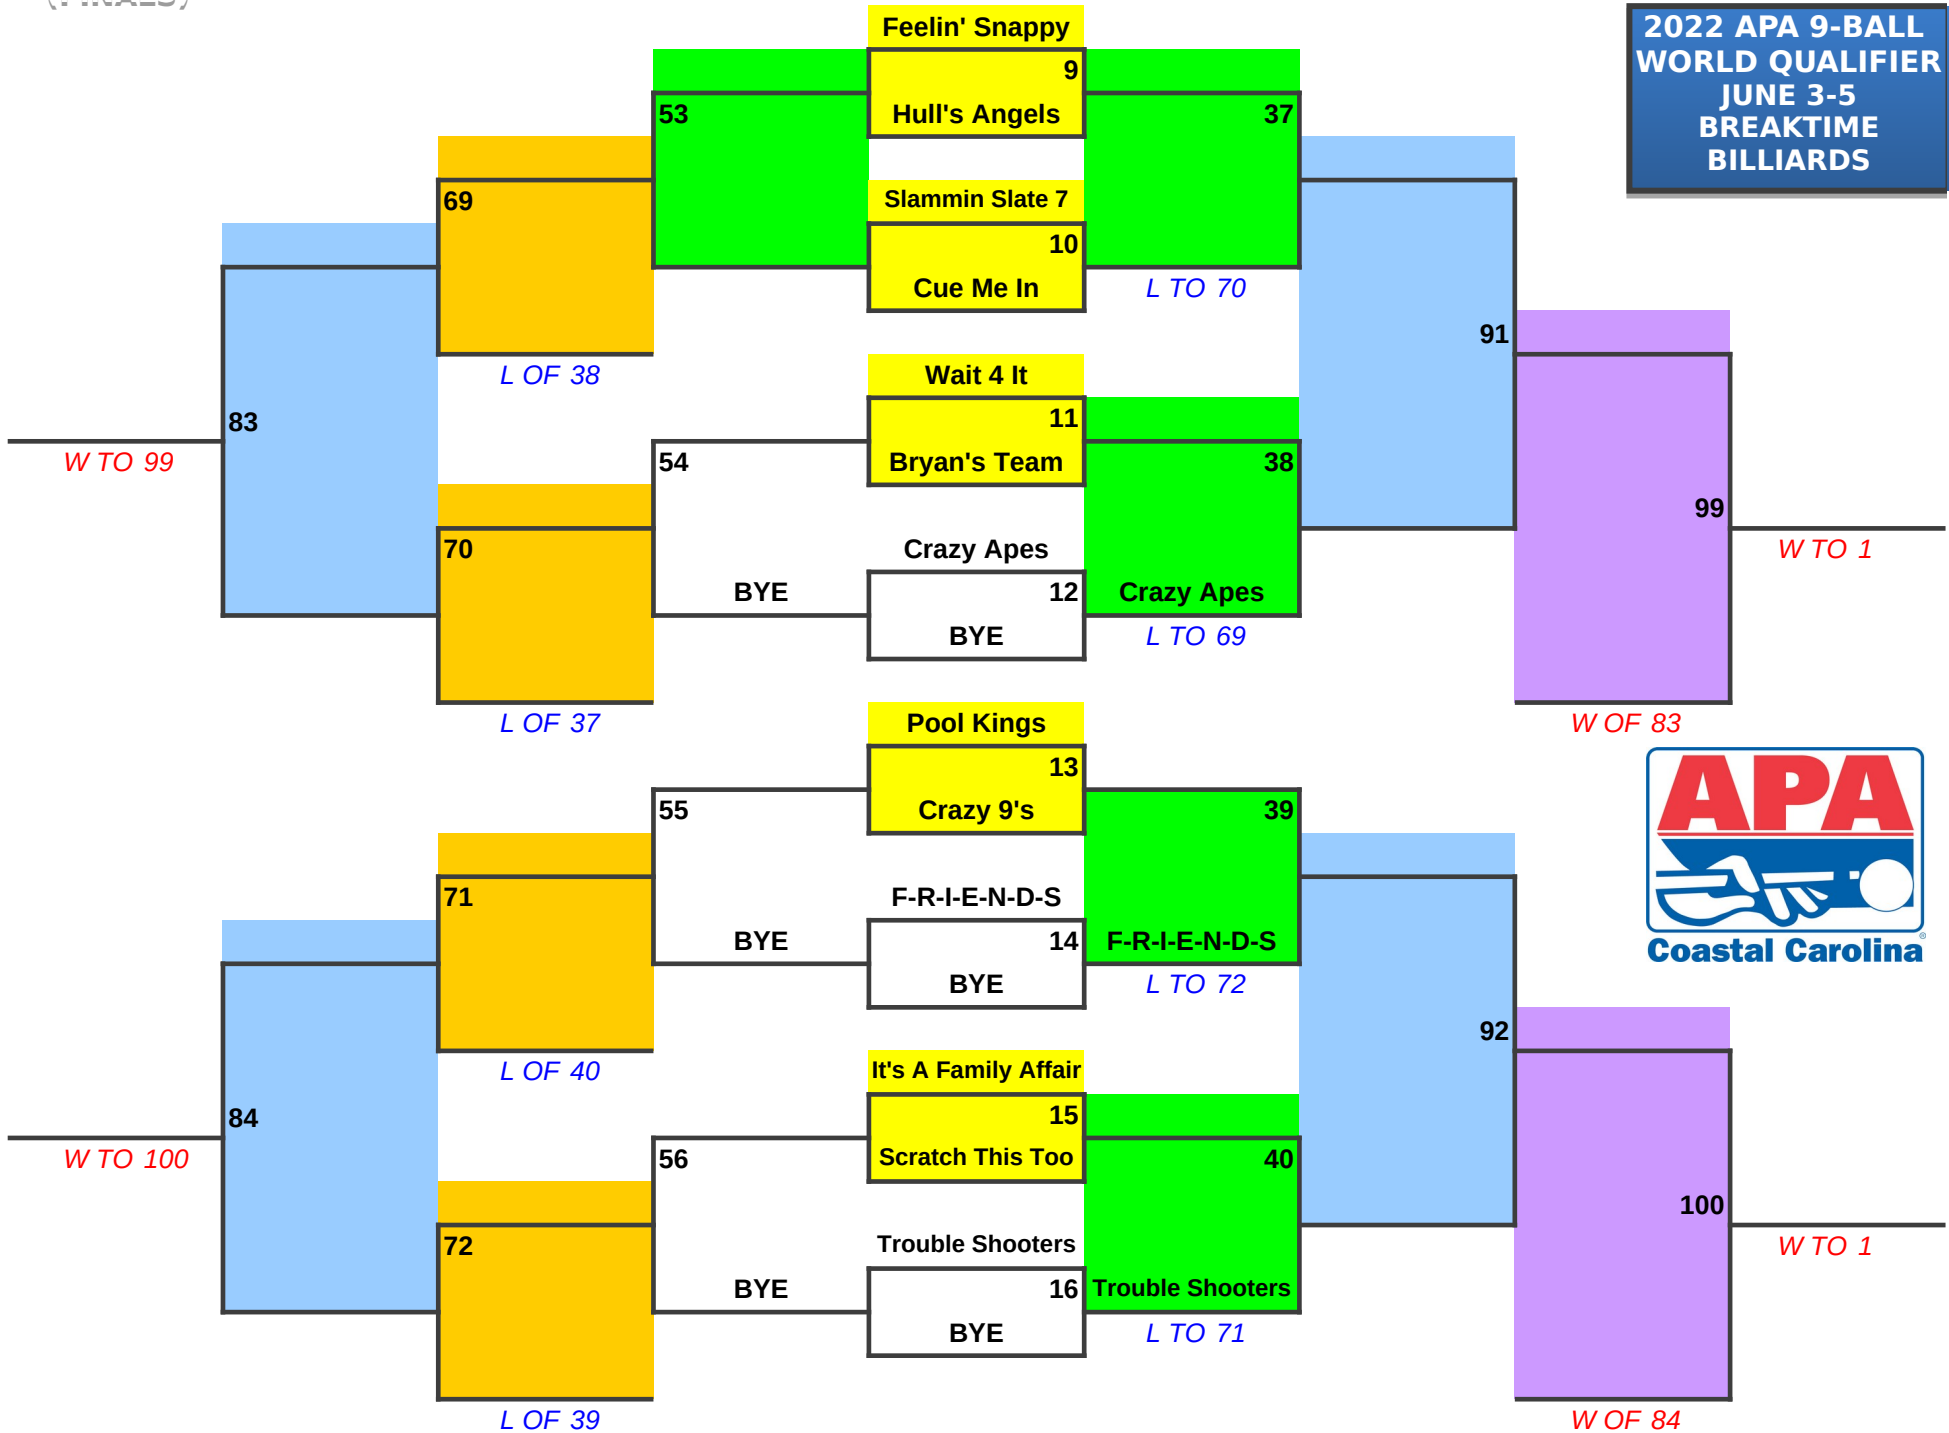 (FINALS)
Feelin' Snappy
2022 APA 9-BALL
WORLD QUALIFIER
JUNE 3-5
BREAKTIME
BILLIARDS
9
53
Hull's Angels
37
69
Slammin Slate 7
10
Cue Me In
L TO 70
91
L OF 38
Wait 4 It
83
11
W TO 99
54
Bryan's Team
38
99
70
Crazy Apes
W TO 1
BYE
12
Crazy Apes
BYE
L TO 69
L OF 37
Pool Kings
W OF 83
13
55
Crazy 9's
39
APA
71
F-R-I-E-N-D-S
BYE
14
F-R-I-E-N-D-S
Coastal Carolina®
BYE
L TO 72
92
L OF 40
It's A Family Affair
84
15
W TO 100
56
Scratch This Too
40
100
72
Trouble Shooters
W TO 1
BYE
16
Trouble Shooters
BYE
L TO 71
L OF 39
W OF 84